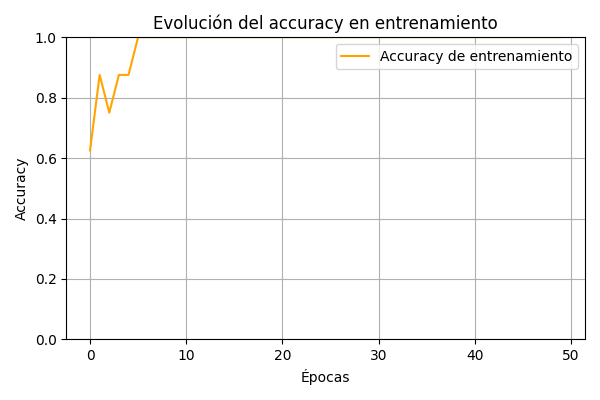 Evolución del accuracy en entrenamiento
Accuracy de entrenamiento
Accuracy
1.0
0.8
0.6
0.4
0.2
0.0
0 10 20 30 40 50
Épocas